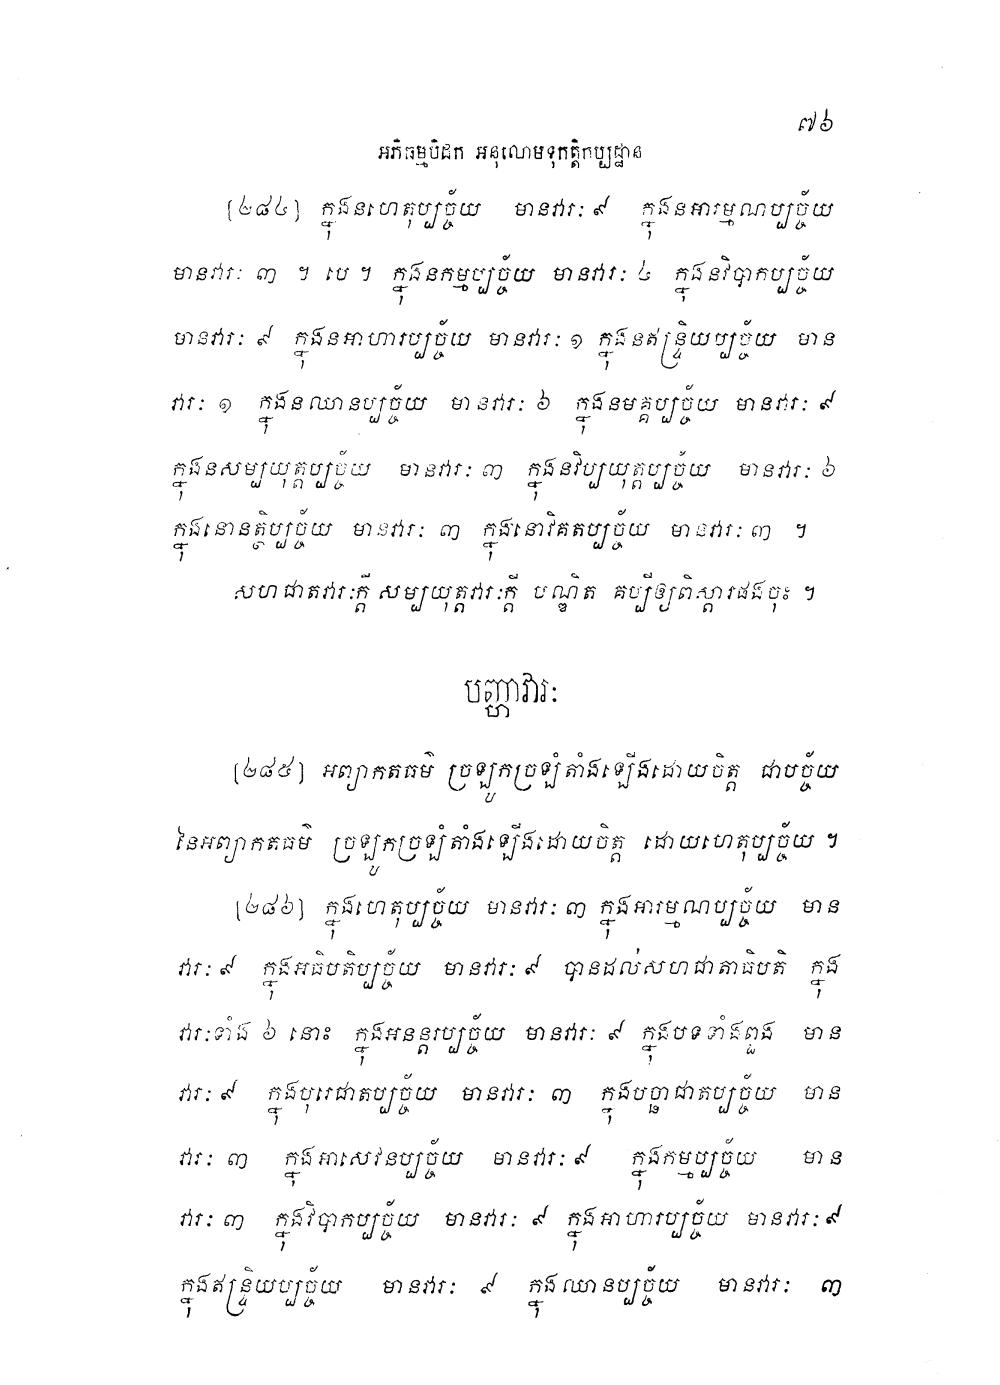 ៧៦
អភិធម្មបិដក អនុលោមទុកត្តិកប្បដ្ឋាន
[២៨៤] ក្នុងនហេតុប្បច្ច័យ មានវារៈ ៩ ក្នុងនអារម្មណប្បច្ច័យ
មានវារៈ ៣ ។ បេ ។ ក្នុងនកម្មប្បច្ច័យ មានវារៈ ៤ ក្នុងនវិបាកប្បច្ច័យ
មានវារៈ ៩ ក្នុងនអាហារប្បច្ច័យ មានវារៈ ១ ក្នុងនឥន្ទ្រិយប្បច្ច័យ មាន
វារៈ ១ ក្នុងនឈានប្បច្ច័យ មានវារៈ ៦ ក្នុងនមគ្គប្បច្ច័យ មានវារៈ ៩
ក្នុងនសម្បយុត្តប្បច្ច័យ មានវារៈ ៣ ក្នុងនវិប្បយុត្តប្បច្ច័យ មានវារៈ ៦
ក្នុងនោនត្ថិប្បច្ច័យ មានវារៈ ៣ ក្នុងនោវិគតប្បច្ច័យ មានវារៈ ៣ ។
សហជាតវារៈក្តី សម្បយុត្តវារៈក្តី បណ្ឌិត គប្បីឲ្យពិស្តារផងចុះ ។
បញ្ហាវារៈ
[២៨៥] អព្យាកតធម៌ ច្រឡូកច្រឡំតាំងឡើងដោយចិត្ត ជាបច្ច័យ
នៃអព្យាកតធម៌ ច្រឡូកច្រឡំតាំងឡើងដោយចិត្ត ដោយហេតុប្បច្ច័យ ។
[២៨៦] ក្នុងហេតុប្បច្ច័យ មានវារៈ ៣ ក្នុងអារម្មណប្បច្ច័យ មាន
វារៈ ៩ ក្នុងអធិបតិប្បច្ច័យ មានវារៈ ៩ បានដល់សហជាតាធិបតិ ក្នុង
វារៈទាំង ៦ នោះ ក្នុងអនន្តរប្បច្ច័យ មានវារៈ ៩ ក្នុងបទទាំងពួង មាន
វារៈ ៩ ក្នុងបុរេជាតប្បច្ច័យ មានវារៈ ៣ ក្នុងបច្ឆាជាតប្បច្ច័យ មាន
វារៈ ៣ ក្នុងអាសេវនប្បច្ច័យ មានវារៈ ៩ ក្នុងកម្មប្បច្ច័យ មាន
វារៈ ៣ ក្នុងវិបាកប្បច្ច័យ មានវារៈ ៩ ក្នុងអាហារប្បច្ច័យ មានវារៈ ៩
ក្នុងឥន្ទ្រិយប្បច្ច័យ មានវារៈ ៩ ក្នុងឈានប្បច្ច័យ មានវារៈ ៣